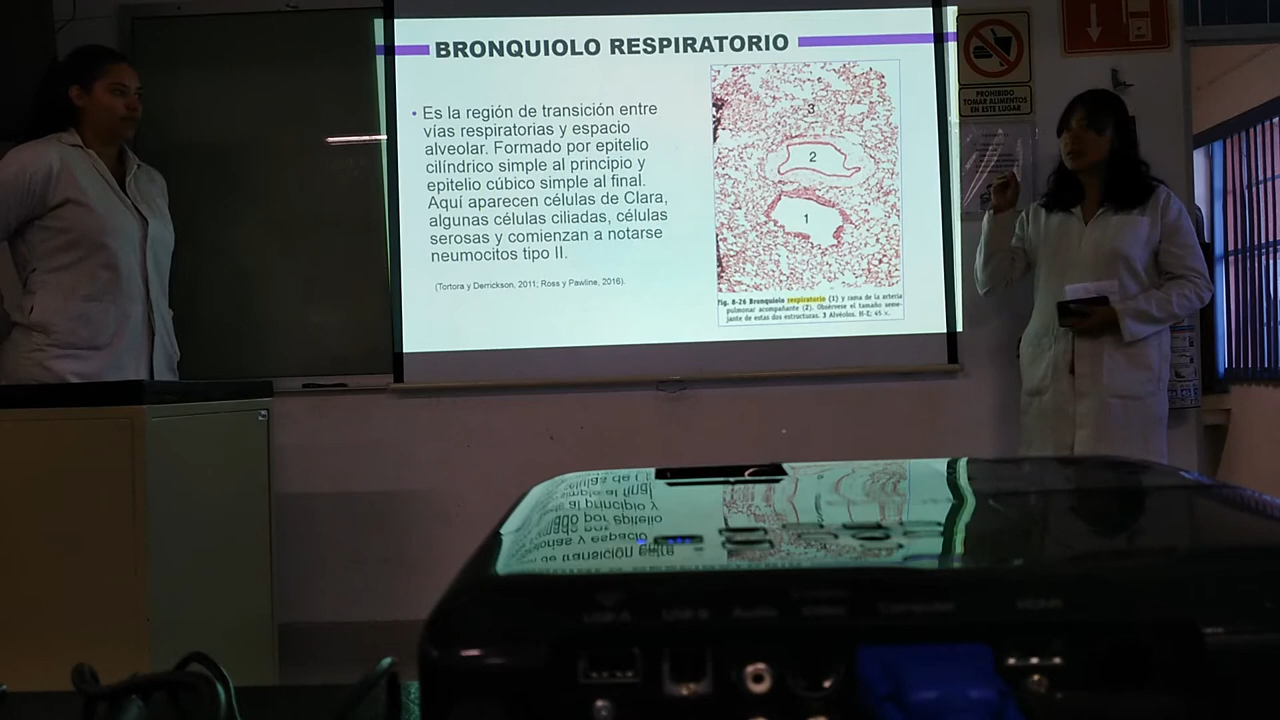 BRONQUIOLO RESPIRATORIO
• Es la región de transición entre
vías respiratorias y espacio
alveolar. Formado por epitelio
cilíndrico simple al principio y
epitelio cúbico simple al final.
Aquí aparecen células de Clara,
algunas células ciliadas, células
serosas y comienzan a notarse
neumocitos tipo II.
(Tortora y Derrickson, 2011; Ross y Pawline, 2016).
3
2
1
Fig. 8-26 Bronquiolo respiratorio (1) y rama de la arteria
pulmonar acompañante (2). Obsérvese el tamaño seme-
jante de estas dos estructuras. 3 Alvéolos. H-E; 45 x.
PROHIBIDO
TOMAR ALIMENTOS
EN ESTE LUGAR